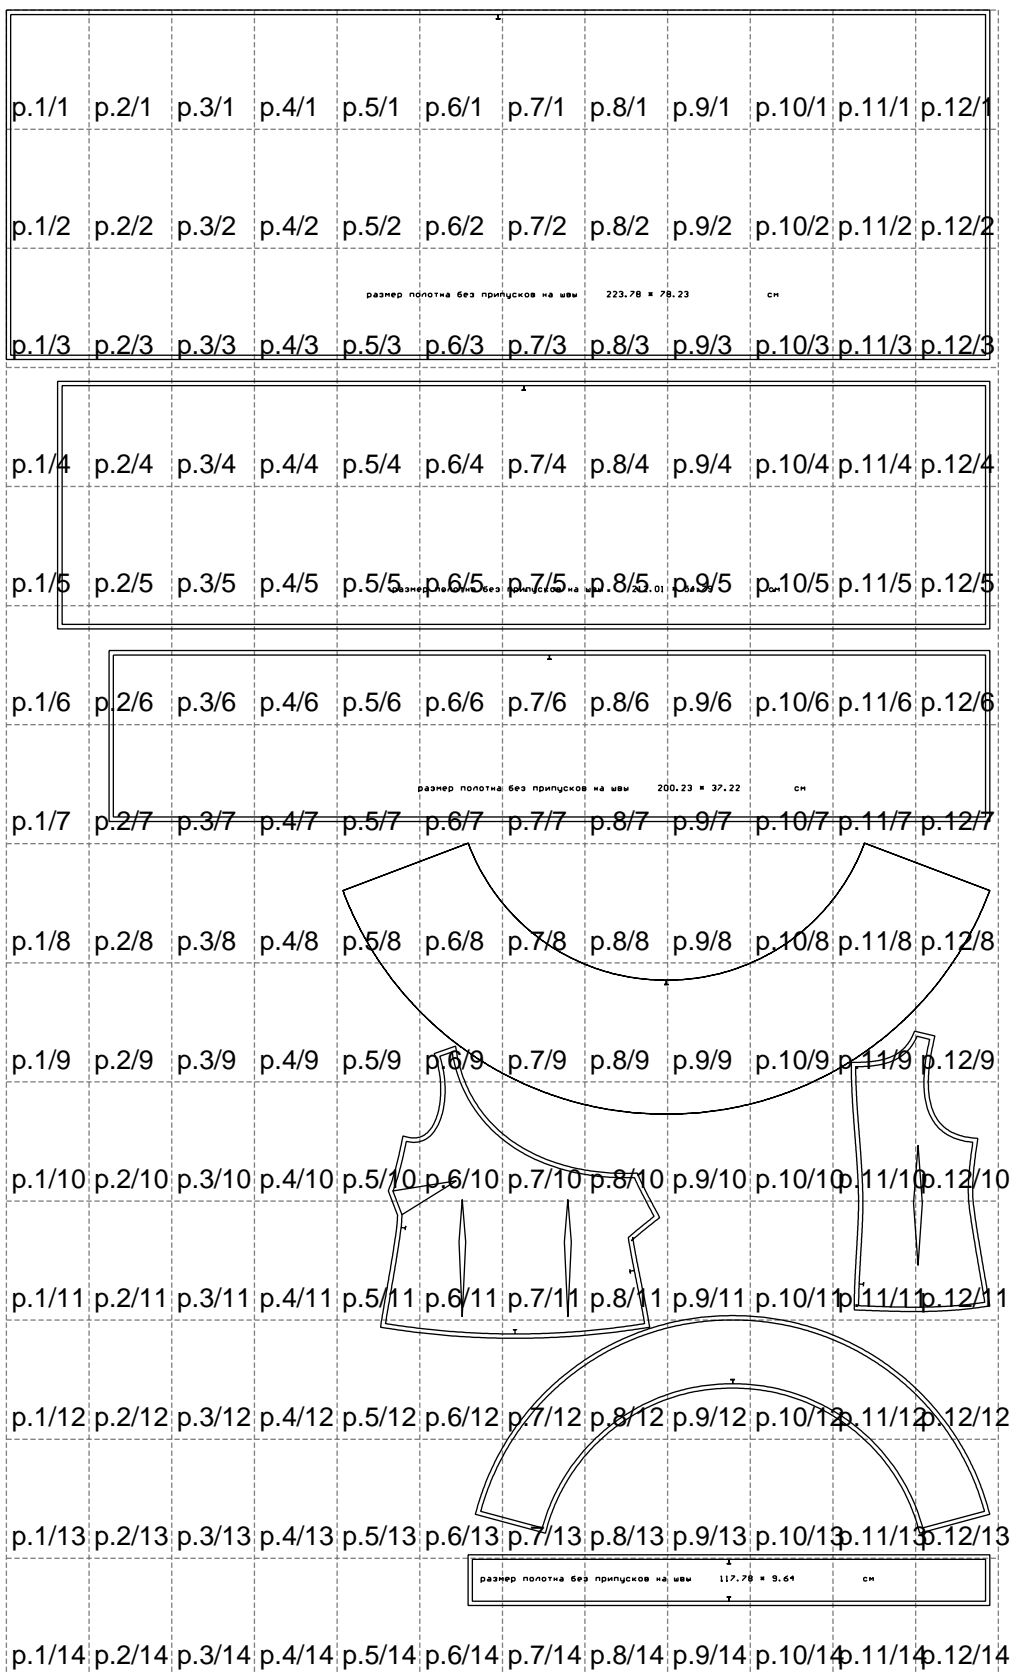 p.1/1 p.2/1 p.3/1 p.4/1 p.5/1 p.6/1 p.7/1 p.8/1 p.9/1 p.10/1 p.11/1 p.12/1
p.1/2 p.2/2 p.3/2 p.4/2 p.5/2 p.6/2 p.7/2 p.8/2 p.9/2 p.10/2 p.11/2 p.12/2
размер полотна без припусков на швы 223.78 * 78.23 см
p.1/3 p.2/3 p.3/3 p.4/3 p.5/3 p.6/3 p.7/3 p.8/3 p.9/3 p.10/3 p.11/3 p.12/3
p.1/4 p.2/4 p.3/4 p.4/4 p.5/4 p.6/4 p.7/4 p.8/4 p.9/4 p.10/4 p.11/4 p.12/4
p.1/5 p.2/5 p.3/5 p.4/5 p.5/5 p.6/5 p.7/5 p.8/5 p.9/5 p.10/5 p.11/5 p.12/5
размер полотна без припусков на швы см
p.1/6 p.2/6 p.3/6 p.4/6 p.5/6 p.6/6 p.7/6 p.8/6 p.9/6 p.10/6 p.11/6 p.12/6
размер полотна без припусков на швы 200.23 * 37.22 см
p.1/7 p.2/7 p.3/7 p.4/7 p.5/7 p.6/7 p.7/7 p.8/7 p.9/7 p.10/7 p.11/7 p.12/7
p.1/8 p.2/8 p.3/8 p.4/8 p.5/8 p.6/8 p.7/8 p.8/8 p.9/8 p.10/8 p.11/8 p.12/8
p.1/9 p.2/9 p.3/9 p.4/9 p.5/9 p.6/9 p.7/9 p.8/9 p.9/9 p.10/9 p.11/9 p.12/9
p.1/10 p.2/10 p.3/10 p.4/10 p.5/10 p.6/10 p.7/10 p.8/10 p.9/10 p.10/10 p.11/10 p.12/10
p.1/11 p.2/11 p.3/11 p.4/11 p.5/11 p.6/11 p.7/11 p.8/11 p.9/11 p.10/11 p.11/11 p.12/11
p.1/12 p.2/12 p.3/12 p.4/12 p.5/12 p.6/12 p.7/12 p.8/12 p.9/12 p.10/12 p.11/12 p.12/12
p.1/13 p.2/13 p.3/13 p.4/13 p.5/13 p.6/13 p.7/13 p.8/13 p.9/13 p.10/13 p.11/13 p.12/13
размер полотна без припусков на швы 117.78 * 9.64 см
p.1/14 p.2/14 p.3/14 p.4/14 p.5/14 p.6/14 p.7/14 p.8/14 p.9/14 p.10/14 p.11/14 p.12/14